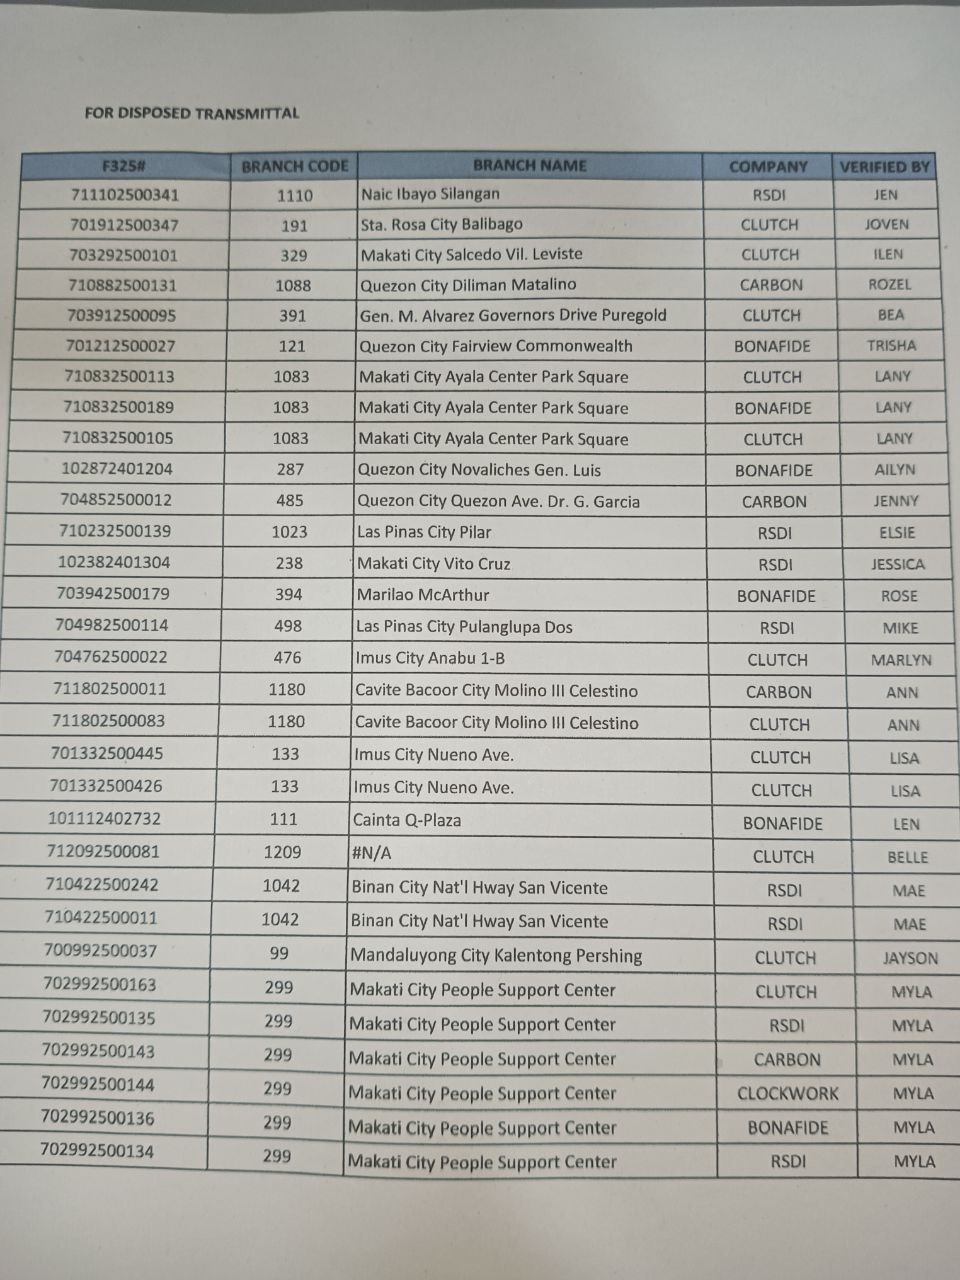 FOR DISPOSED TRANSMITTAL
F325# BRANCH CODE BRANCH NAME COMPANY VERIFIED BY
711102500341 1110 Naic Ibayo Silangan RSDI JEN
701912500347 191 Sta. Rosa City Balibago CLUTCH JOVEN
703292500101 329 Makati City Salcedo Vil. Leviste CLUTCH ILEN
710882500131 1088 Quezon City Diliman Matalino CARBON ROZEL
703912500095 391 Gen. M. Alvarez Governors Drive Puregold CLUTCH BEA
701212500027 121 Quezon City Fairview Commonwealth BONAFIDE TRISHA
710832500113 1083 Makati City Ayala Center Park Square CLUTCH LANY
710832500189 1083 Makati City Ayala Center Park Square BONAFIDE LANY
710832500105 1083 Makati City Ayala Center Park Square CLUTCH LANY
102872401204 287 Quezon City Novaliches Gen. Luis BONAFIDE AILYN
704852500012 485 Quezon City Quezon Ave. Dr. G. Garcia CARBON JENNY
710232500139 1023 Las Pinas City Pilar RSDI ELSIE
102382401304 238 Makati City Vito Cruz RSDI JESSICA
703942500179 394 Marilao McArthur BONAFIDE ROSE
704982500114 498 Las Pinas City Pulanglupa Dos RSDI MIKE
704762500022 476 Imus City Anabu 1-B CLUTCH MARLYN
711802500011 1180 Cavite Bacoor City Molino III Celestino CARBON ANN
711802500083 1180 Cavite Bacoor City Molino III Celestino CLUTCH ANN
701332500445 133 Imus City Nueno Ave. CLUTCH LISA
701332500426 133 Imus City Nueno Ave. CLUTCH LISA
101112402732 111 Cainta Q-Plaza BONAFIDE LEN
712092500081 1209 #N/A CLUTCH BELLE
710422500242 1042 Binan City Nat'l Hway San Vicente RSDI MAE
710422500011 1042 Binan City Nat'l Hway San Vicente RSDI MAE
700992500037 99 Mandaluyong City Kalentong Pershing CLUTCH JAYSON
702992500163 299 Makati City People Support Center CLUTCH MYLA
702992500135 299 Makati City People Support Center RSDI MYLA
702992500143 299 Makati City People Support Center CARBON MYLA
702992500144 299 Makati City People Support Center CLOCKWORK MYLA
702992500136 299 Makati City People Support Center BONAFIDE MYLA
702992500134 299 Makati City People Support Center RSDI MYLA